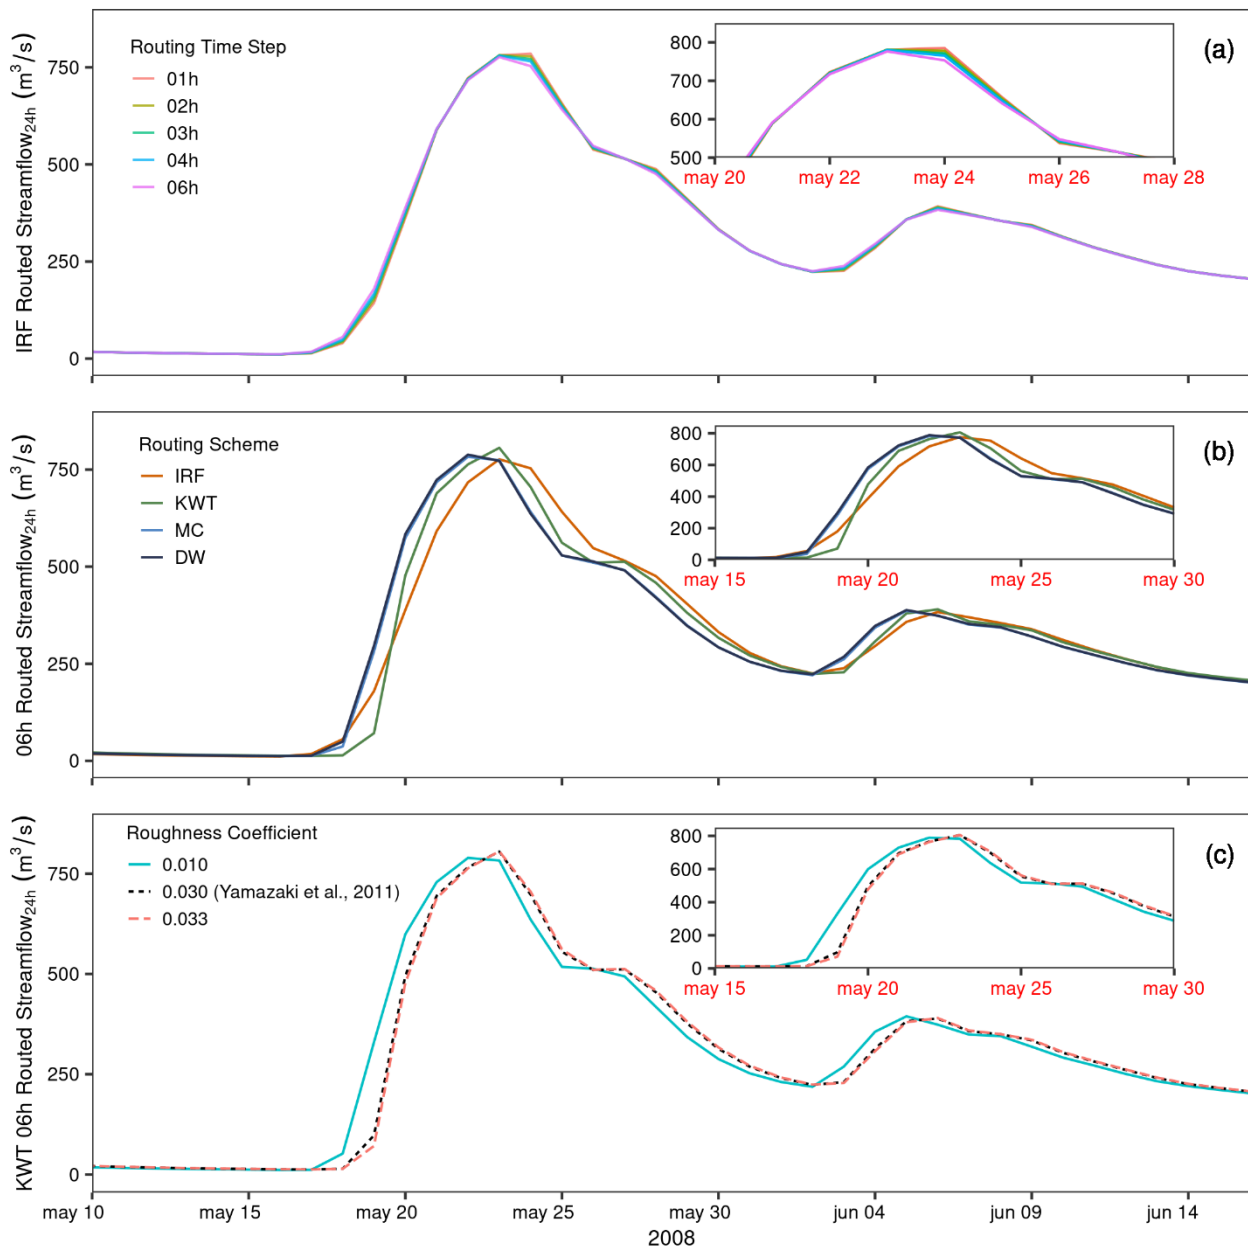 IRF Routed Streamflow24h (m3/s)
Routing Time Step
01h
02h
03h
04h
06h
(a)
750
500
250
0
800
700
600
500
may 20 may 22 may 24 may 26 may 28
06h Routed Streamflow24h (m3/s)
Routing Scheme
IRF
KWT
MC
DW
(b)
750
500
250
0
800
600
400
200
0
may 15 may 20 may 25 may 30
KWT 06h Routed Streamflow24h (m3/s)
Roughness Coefficient
0.010
0.030 (Yamazaki et al., 2011)
0.033
(c)
750
500
250
0
800
600
400
200
0
may 15 may 20 may 25 may 30
may 10 may 15 may 20 may 25 may 30 jun 04 jun 09 jun 14
2008